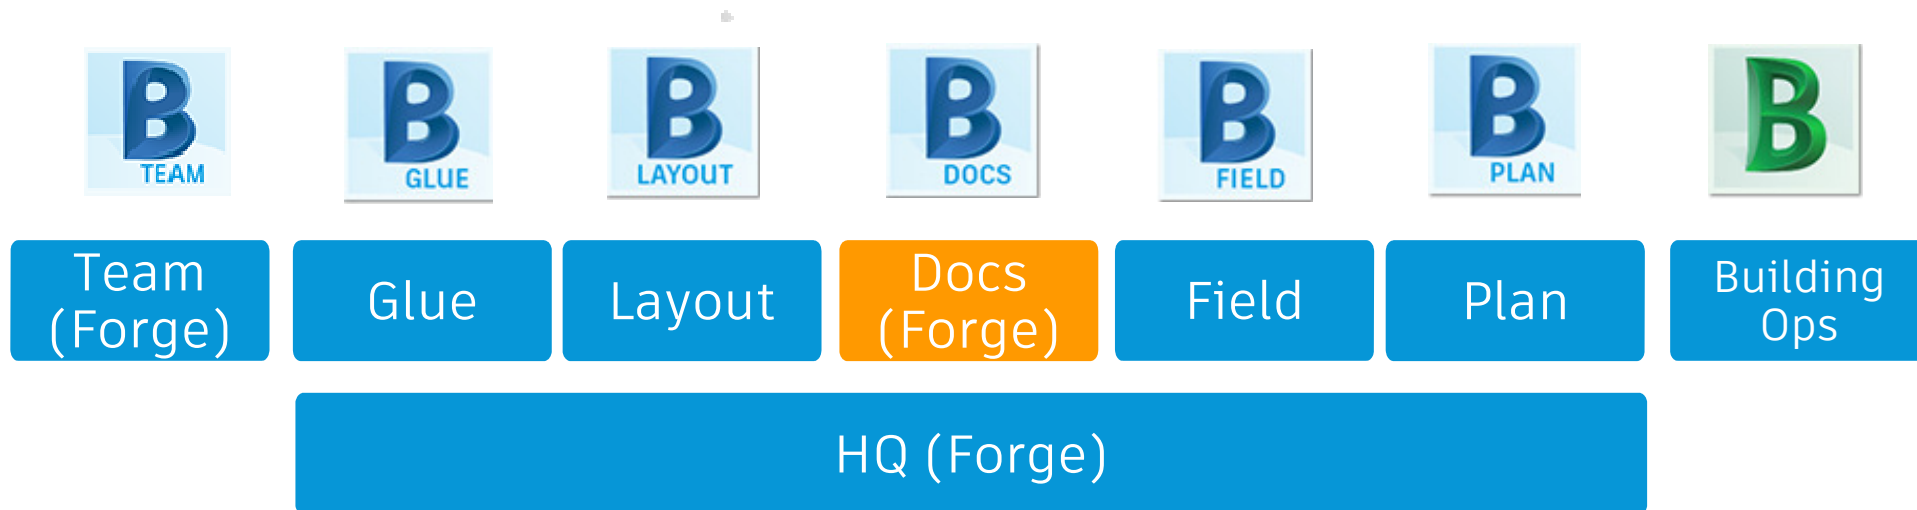 B
TEAM
B
GLUE
B
LAYOUT
B
DOCS
B
FIELD
B
PLAN
B
Team
(Forge)
Glue
Layout
Docs
(Forge)
Field
Plan
Building
Ops
HQ (Forge)